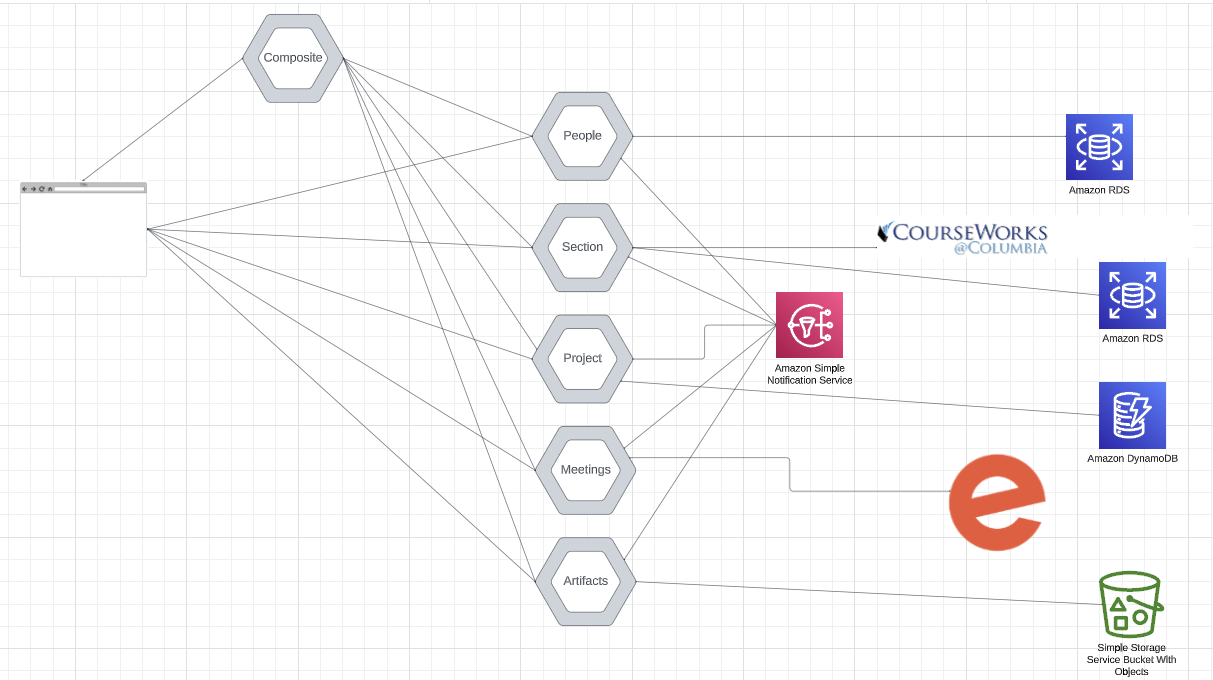 Composite
People
Amazon RDS
Section
COURSEWORKS
@COLUMBIA
Amazon RDS
Project
Amazon Simple
Notification Service
Meetings
Amazon DynamoDB
e
Artifacts
Simple Storage
Service Bucket With
Objects